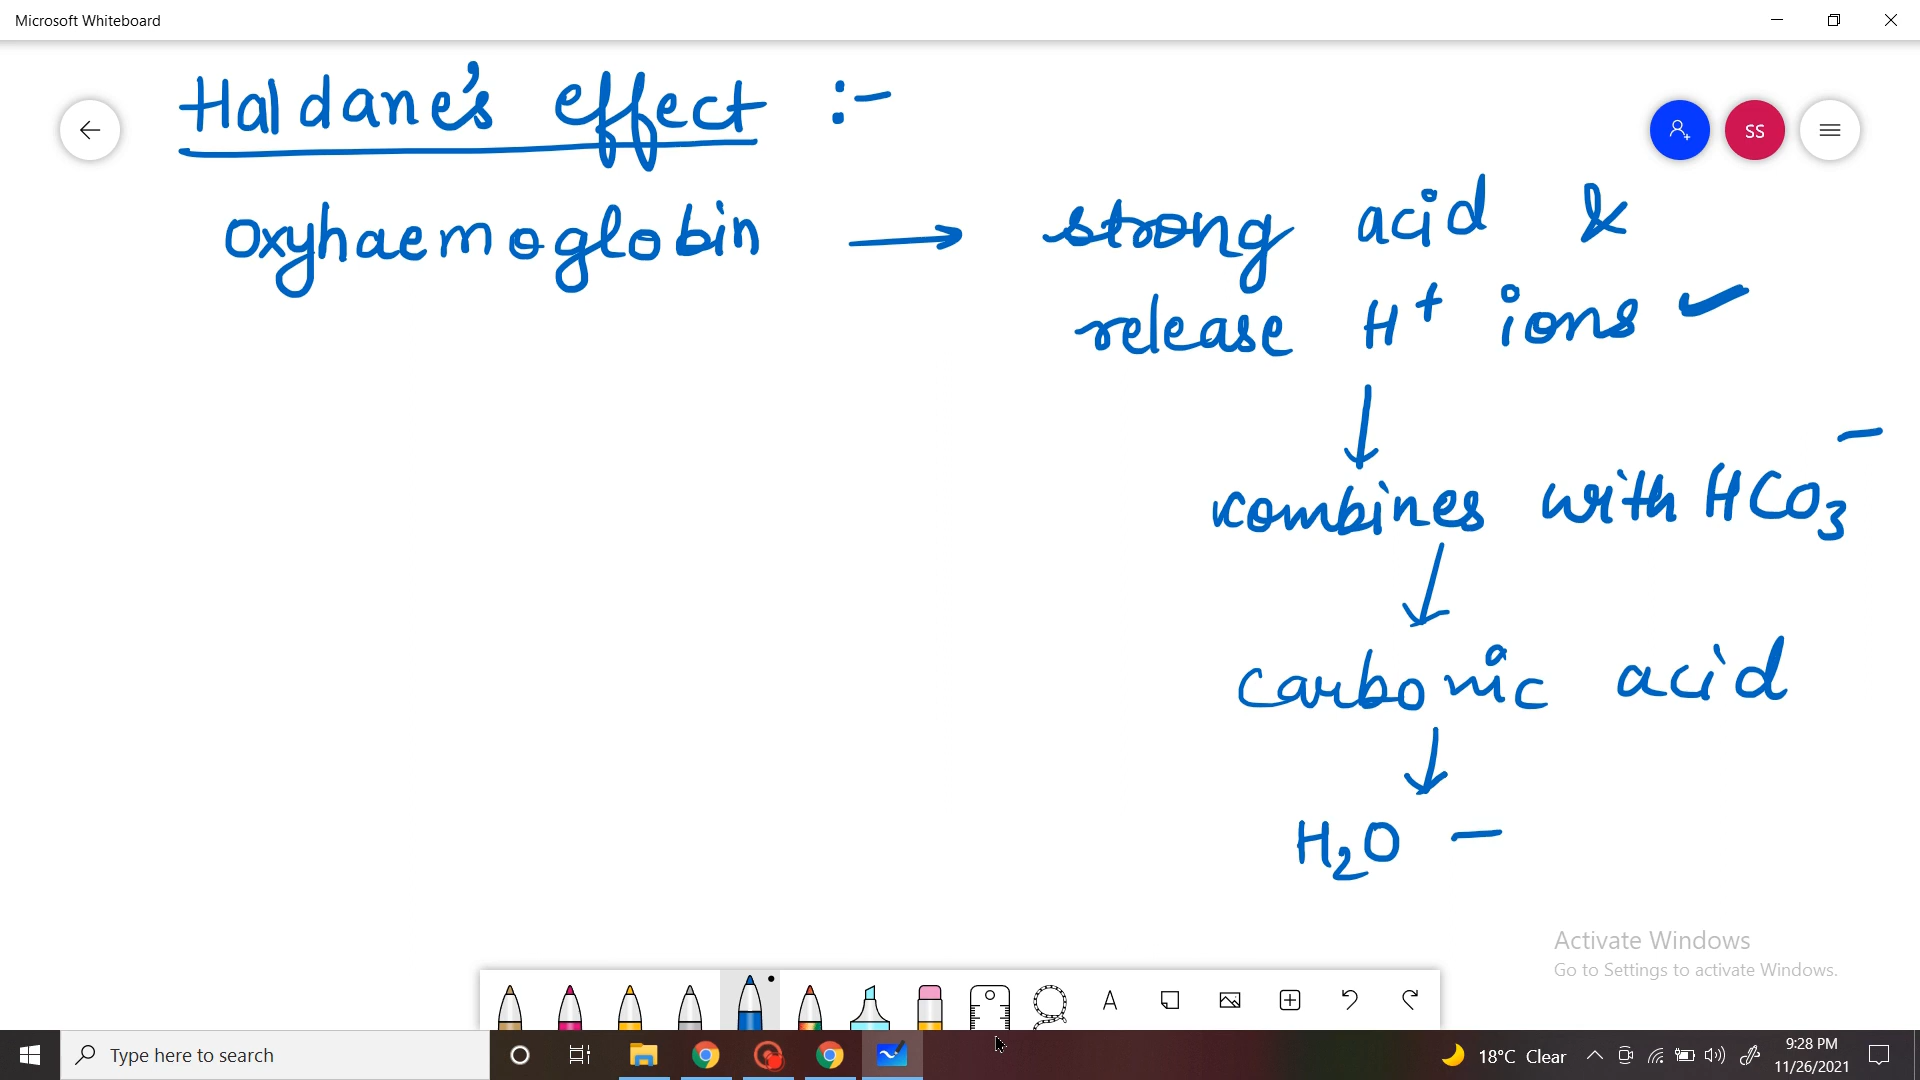 Microsoft Whiteboard
Haldane's effect :-
SS
oxyhaemoglobin → strong acid &
release H⁺ ions ✓
↓
combines with HCO₃⁻
↓
carbonic acid
↓
H₂O -
Activate Windows
Go to Settings to activate Windows.
Type here to search
18°C Clear
9:28 PM
11/26/2021